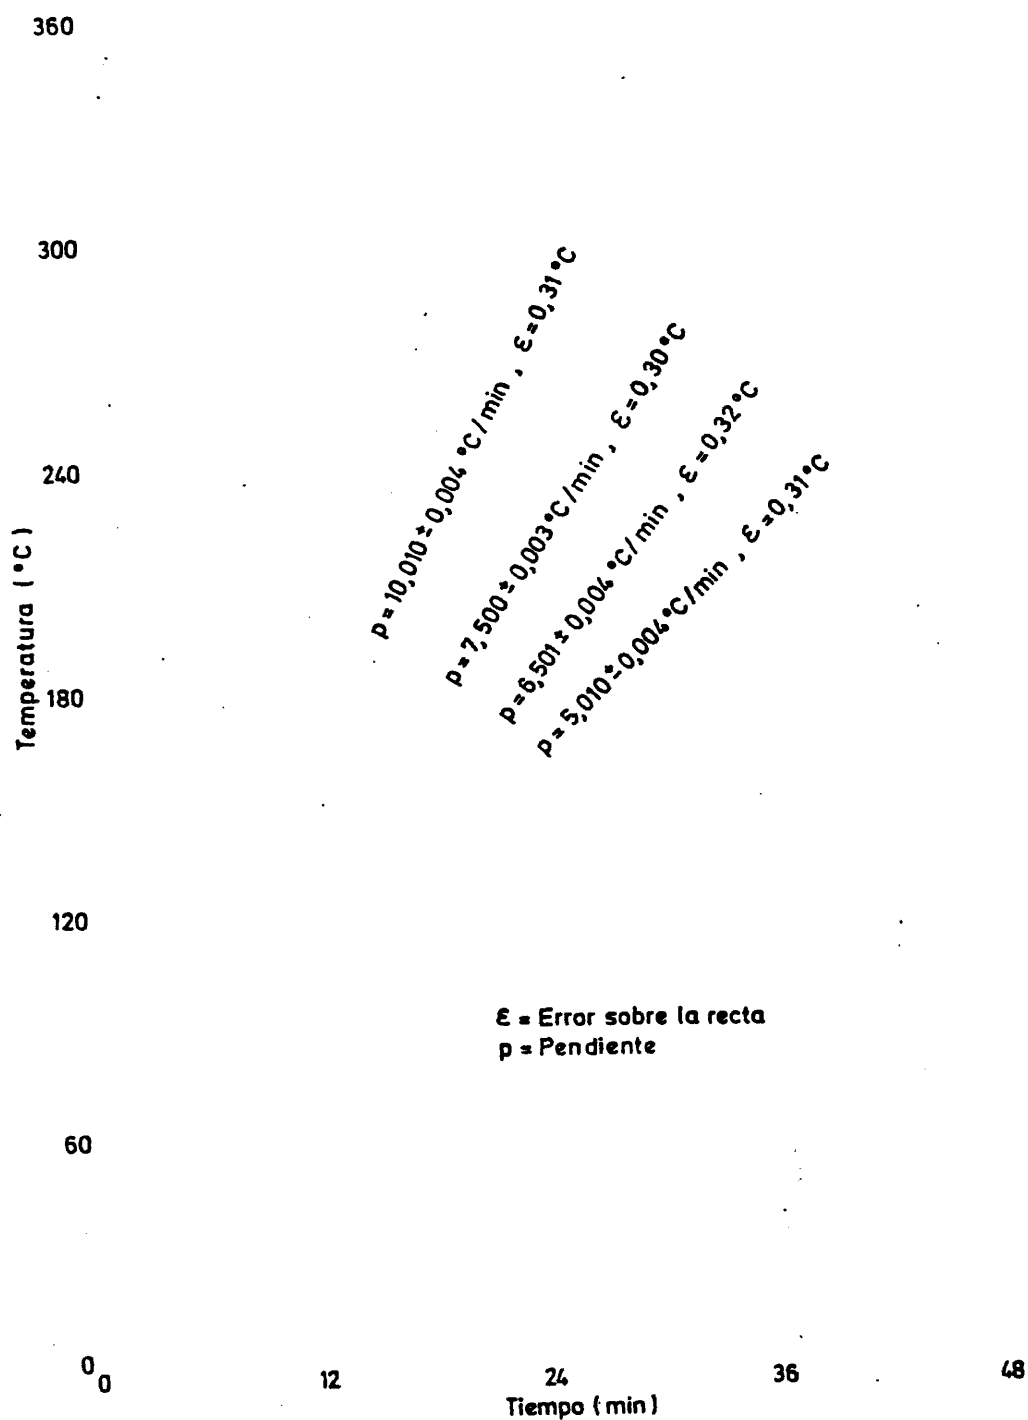 360
300
240
180
120
60
0
Temperatura (°C)
p = 10,010 ± 0,004 °C/min , ε = 0,31 °C
p = 7,500 ± 0,003 °C/min , ε = 0,30 °C
p = 6,501 ± 0,004 °C/min , ε = 0,32 °C
p = 5,010 ± 0,004 °C/min , ε = 0,31 °C
ε = Error sobre la recta
p = Pendiente
0
12
24
36
48
Tiempo (min)